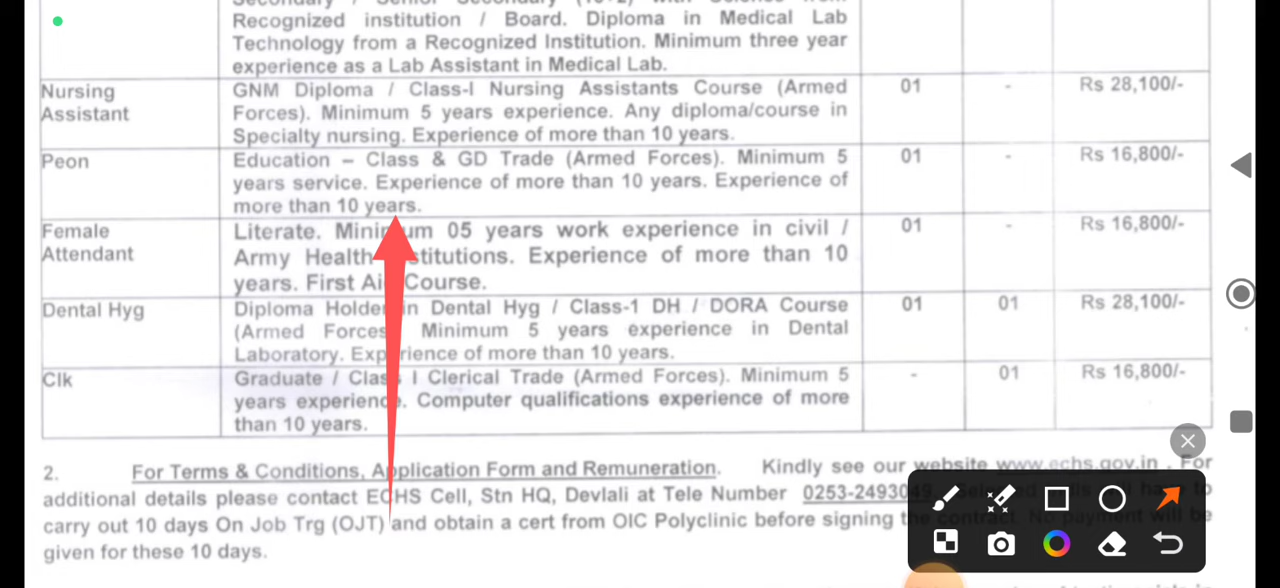 Recognized institution / Board. Diploma in Medical Lab
Technology from a Recognized Institution. Minimum three year
experience as a Lab Assistant in Medical Lab.
Nursing Assistant
GNM Diploma / Class-I Nursing Assistants Course (Armed
Forces). Minimum 5 years experience. Any diploma/course in
Specialty nursing. Experience of more than 10 years.
01 - Rs 28,100/-
Peon
Education – Class & GD Trade (Armed Forces). Minimum 5
years service. Experience of more than 10 years. Experience of
more than 10 years.
01 - Rs 16,800/-
Female Attendant
Literate. Minimum 05 years work experience in civil /
Army Health Institutions. Experience of more than 10
years. First Aid Course.
01 - Rs 16,800/-
Dental Hyg
Diploma Holder in Dental Hyg / Class-1 DH / DORA Course
(Armed Forces Minimum 5 years experience in Dental
Laboratory. Experience of more than 10 years.
01 01 Rs 28,100/-
Clk
Graduate / Class I Clerical Trade (Armed Forces). Minimum 5
years experience. Computer qualifications experience of more
than 10 years.
- 01 Rs 16,800/-
2. For Terms & Conditions, Application Form and Remuneration. Kindly see our website www.echs.gov.in . For
additional details please contact ECHS Cell, Stn HQ, Devlali at Tele Number 0253-2493049. to
carry out 10 days On Job Trg (OJT) and obtain a cert from OIC Polyclinic before signing the contract. No payment will be
given for these 10 days.